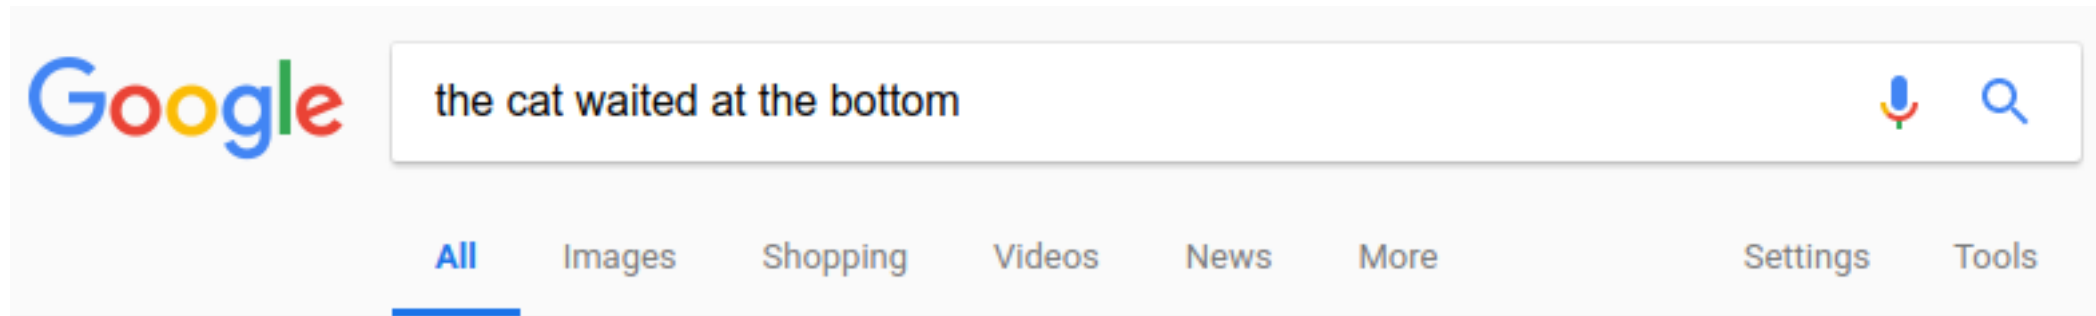 Google the cat waited at the bottom
All Images Shopping Videos News More Settings Tools